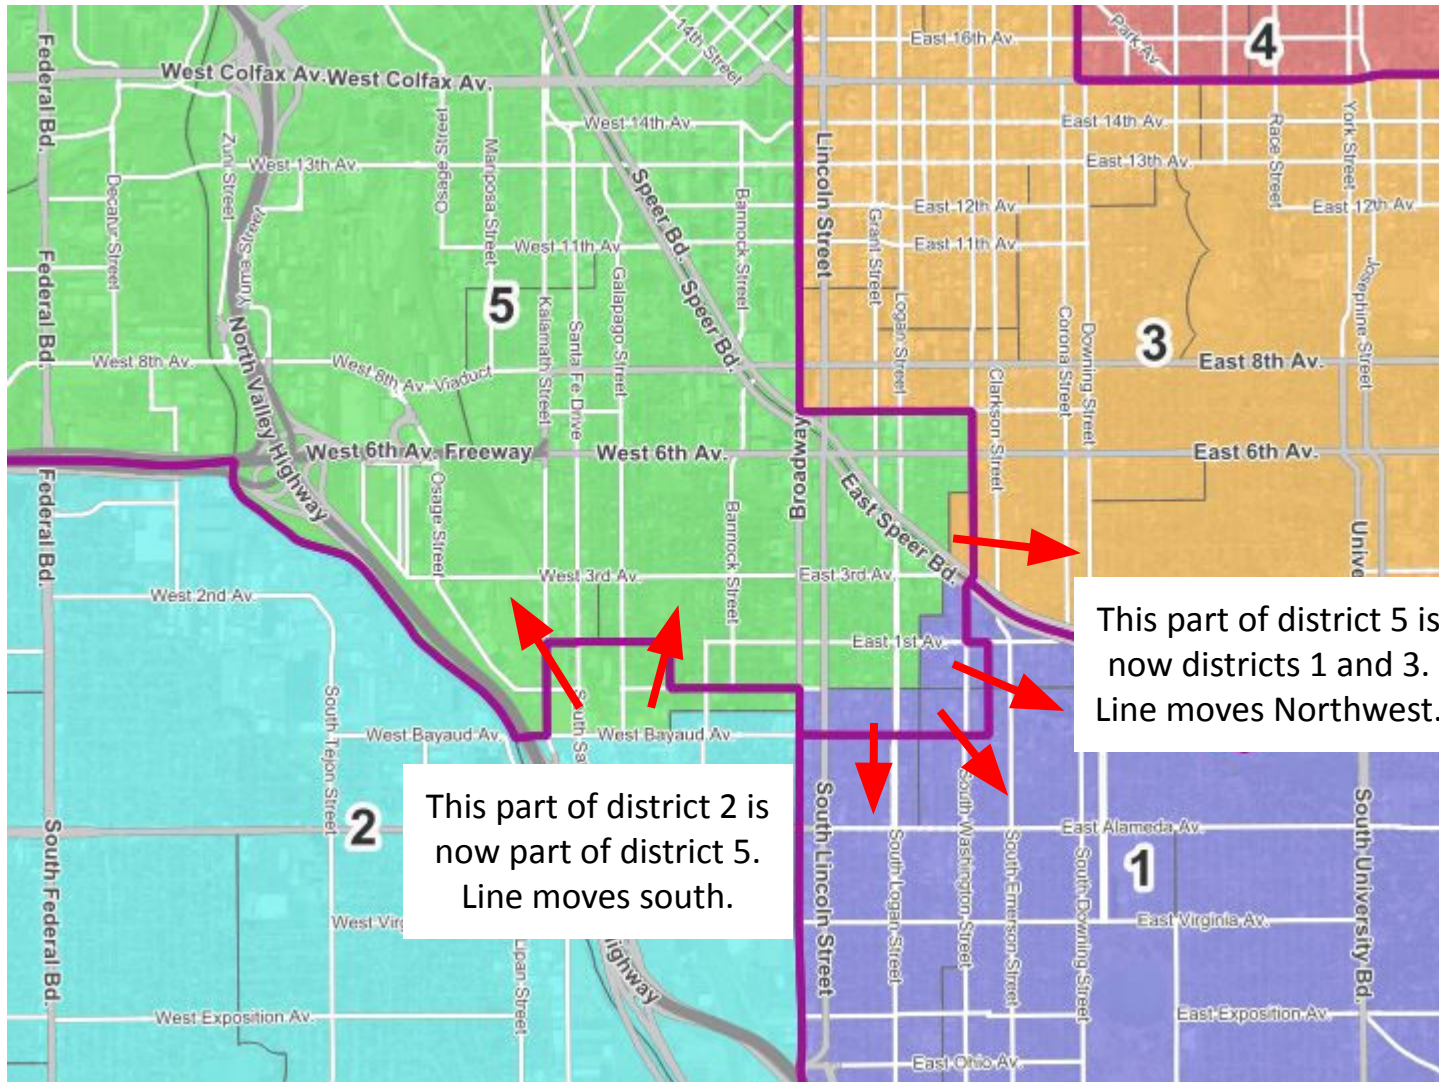 14th Street
Park Av
East 16th Av.
4
Federal Bd.
West Colfax Av.
West Colfax Av.
Osage Street
Mariposa Street
West 14th Av.
East 14th Av.
Lincoln Street
Race Street
York Street
Zuni Street
West 13th Av.
East 13th Av.
Decatur Street
Speer Bd.
Bannock Street
Grant Street
East 12th Av.
East 12th Av.
Yuma Street
West 11th Av
East 11th Av.
Federal Bd.
5
Kalamath Street
Santa Fe Drive
Galapago Street
Speer Bd.
Logan Street
Corona Street
Downing Street
3
Josephine Street
North Valley Highway
West 8th Av.
West 8th Av. Viaduct
East 8th Av.
Clarkson Street
Broadway
West 6th Av. Freeway
West 6th Av.
East 6th Av.
Federal Bd.
Osage Street
Bannock Street
East Speer Bd.
Unive
West 3rd Av.
East 3rd Av.
West 2nd Av.
East 1st Av.
This part of district 5 is
now districts 1 and 3.
Line moves Northwest.
South Tejon Street
South Sa
West Bayaud Av.
West Bayaud Av.
This part of district 2 is
now part of district 5.
Line moves south.
2
South Federal Bd.
South Lincoln Street
South Logan Street
South Washington Street
South Emerson Street
South Downing Street
East Alameda Av.
1
South University Bd.
West Virg
East Virginia Av.
Lipan Street
ighway
West Exposition Av.
East Exposition Av.
East Ohio Av.